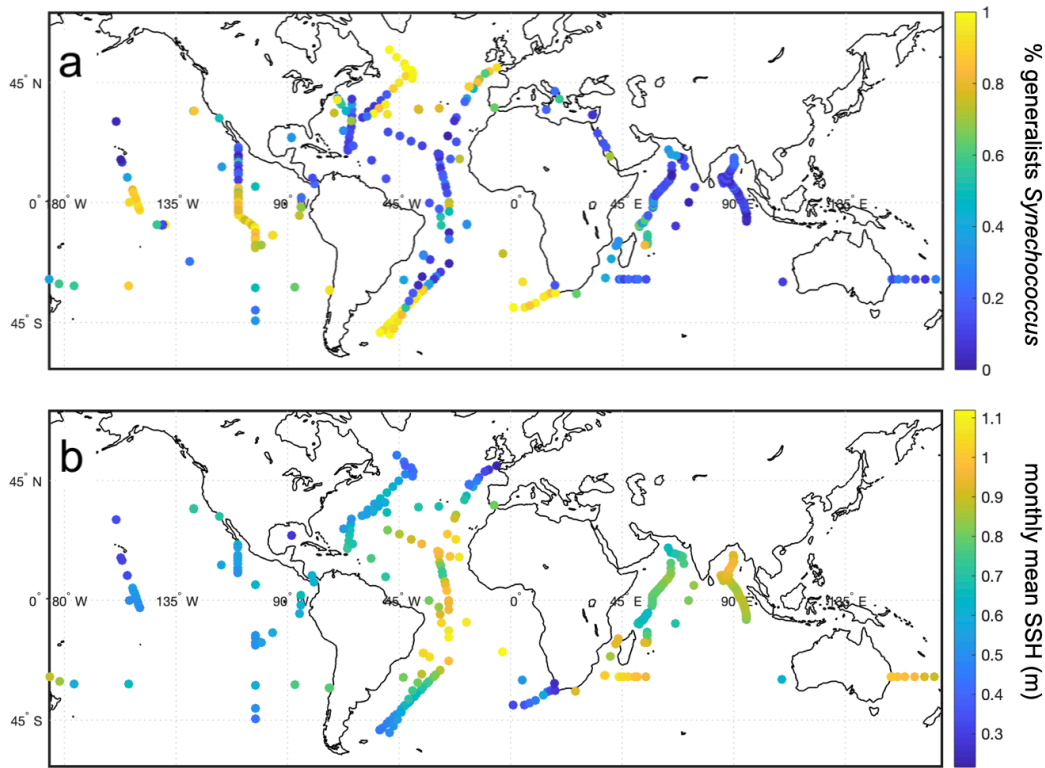 a
45° N
0°
45° S
180° W
135° W
90° W
45° W
0°
45° E
90° E
135° E
1
0.8
0.6
0.4
0.2
0
% generalists Synechococcus
b
45° N
0°
45° S
180° W
135° W
90° W
45° W
0°
45° E
90° E
135° E
1.1
1
0.9
0.8
0.7
0.6
0.5
0.4
0.3
monthly mean SSH (m)